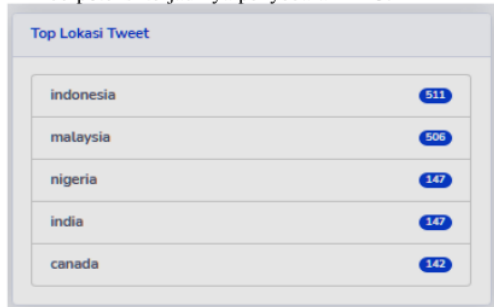 Top Lokasi Tweet
indonesia 511
malaysia 506
nigeria 147
india 147
canada 142